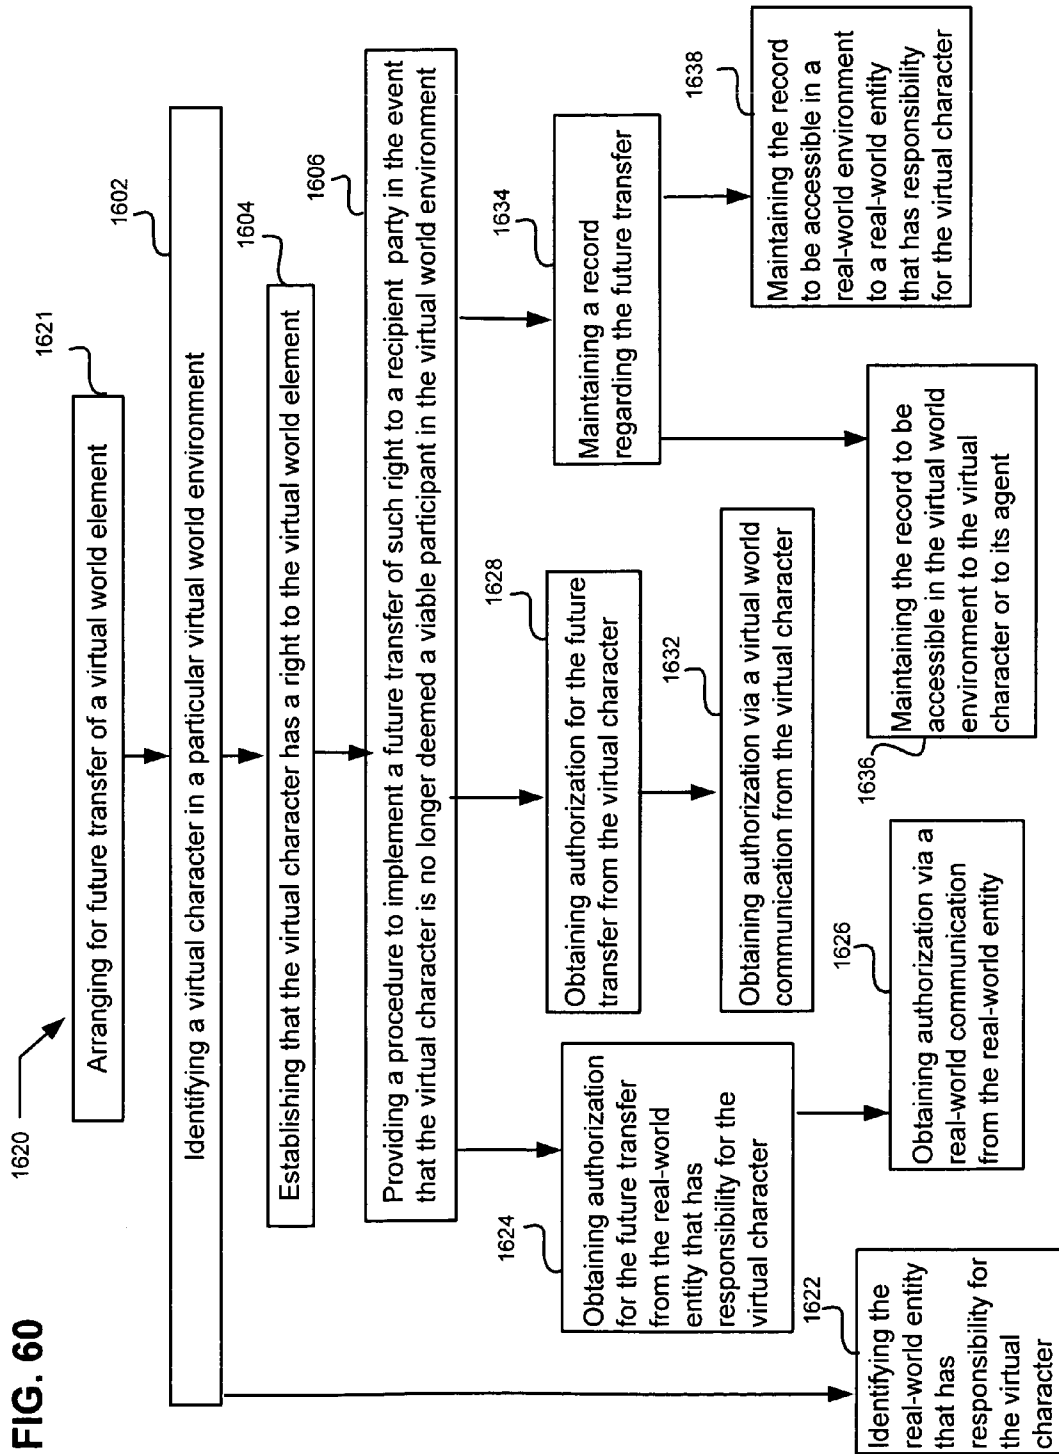 FIG. 60
1620
1621
Arranging for future transfer of a virtual world element
1602
Identifying a virtual character in a particular virtual world environment
1604
Establishing that the virtual character has a right to the virtual world element
1606
Providing a procedure to implement a future transfer of such right to a recipient party in the event
that the virtual character is no longer deemed a viable participant in the virtual world environment
1624
Obtaining authorization
for the future transfer
from the real-world
entity that has
responsibility for the
virtual character
1628
Obtaining authorization for the future
transfer from the virtual character
1634
Maintaining a record
regarding the future transfer
1638
Maintaining the record
to be accessible in a
real-world environment
to a real-world entity
that has responsibility
for the virtual character
1632
Obtaining authorization via a virtual world
communication from the virtual character
1622
Identifying the
real-world entity
that has
responsibility for
the virtual
character
1626
Obtaining authorization via a
real-world communication
from the real-world entity
1636
Maintaining the record to be
accessible in the virtual world
environment to the virtual
character or to its agent